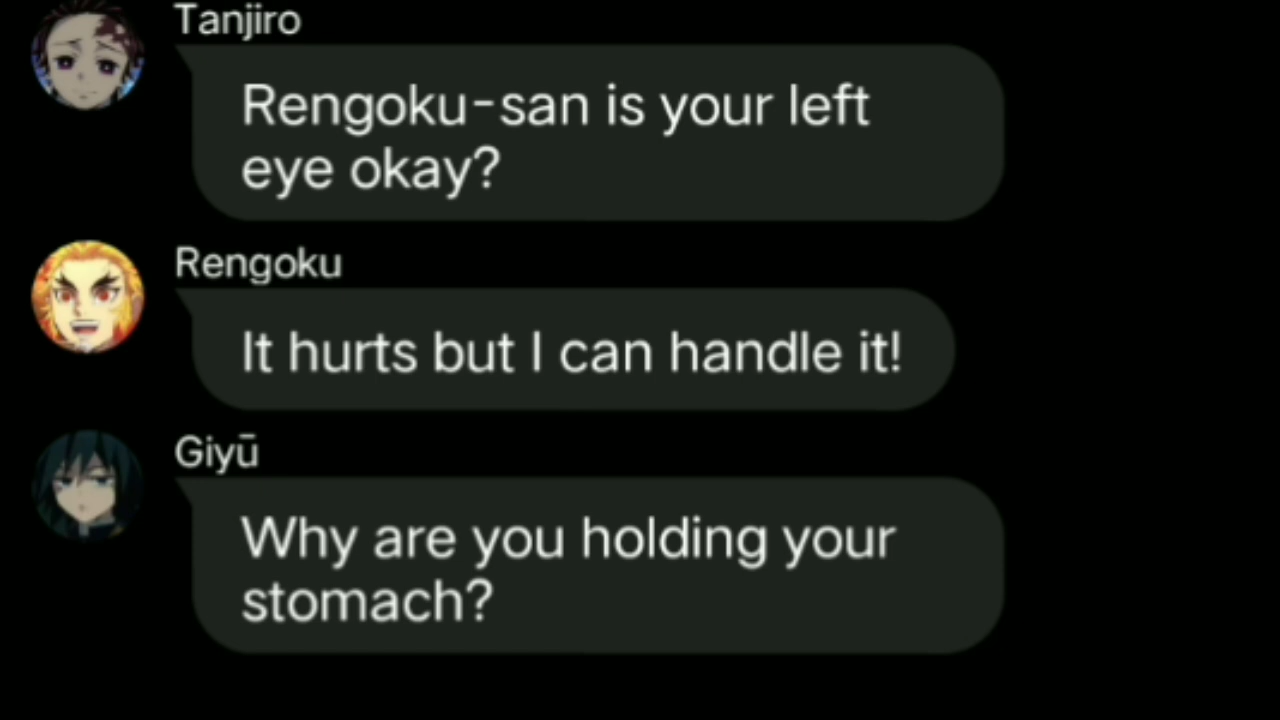 Tanjiro
Rengoku-san is your left
eye okay?
Rengoku
It hurts but I can handle it!
Giyū
Why are you holding your
stomach?